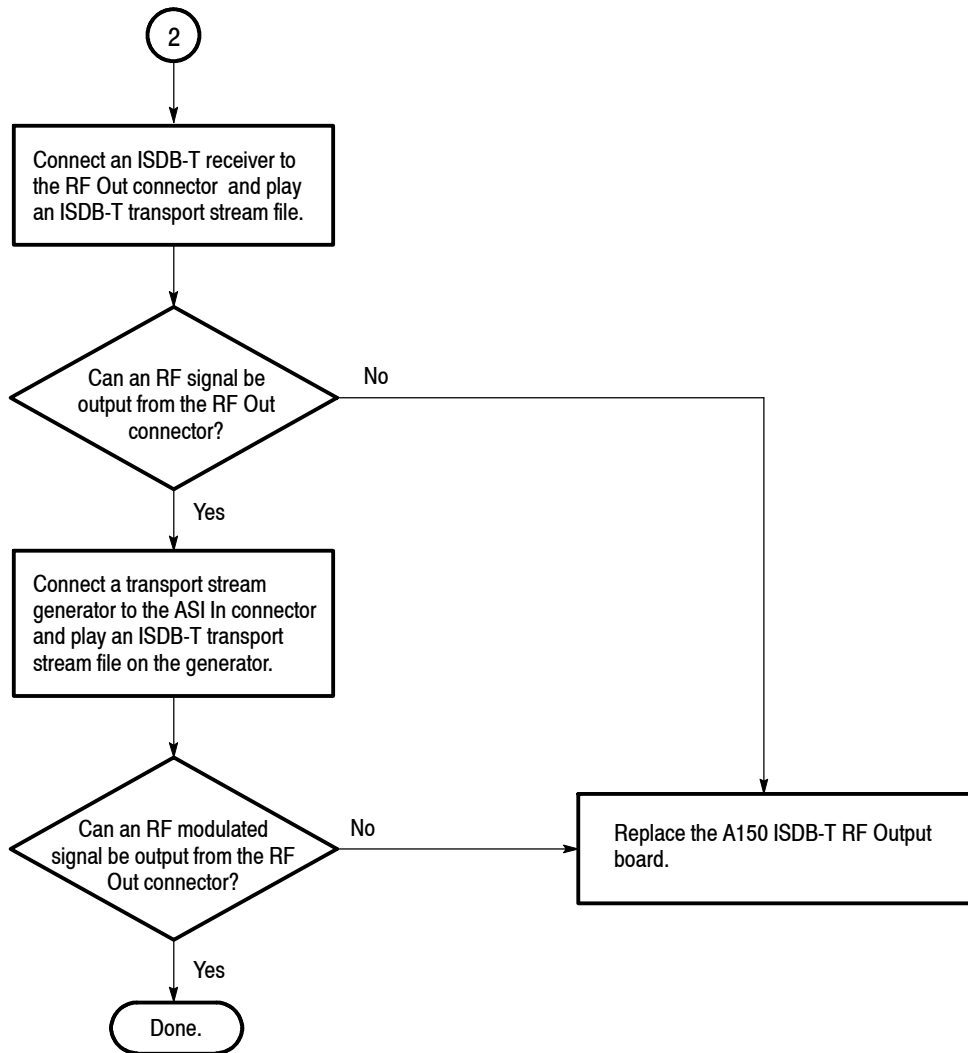 2
Connect an ISDB-T receiver to
the RF Out connector and play
an ISDB-T transport stream file.
Can an RF signal be
output from the RF Out
connector?
No
Yes
Connect a transport stream
generator to the ASI In connector
and play an ISDB-T transport
stream file on the generator.
Can an RF modulated
signal be output from the RF
Out connector?
No
Replace the A150 ISDB-T RF Output
board.
Yes
Done.